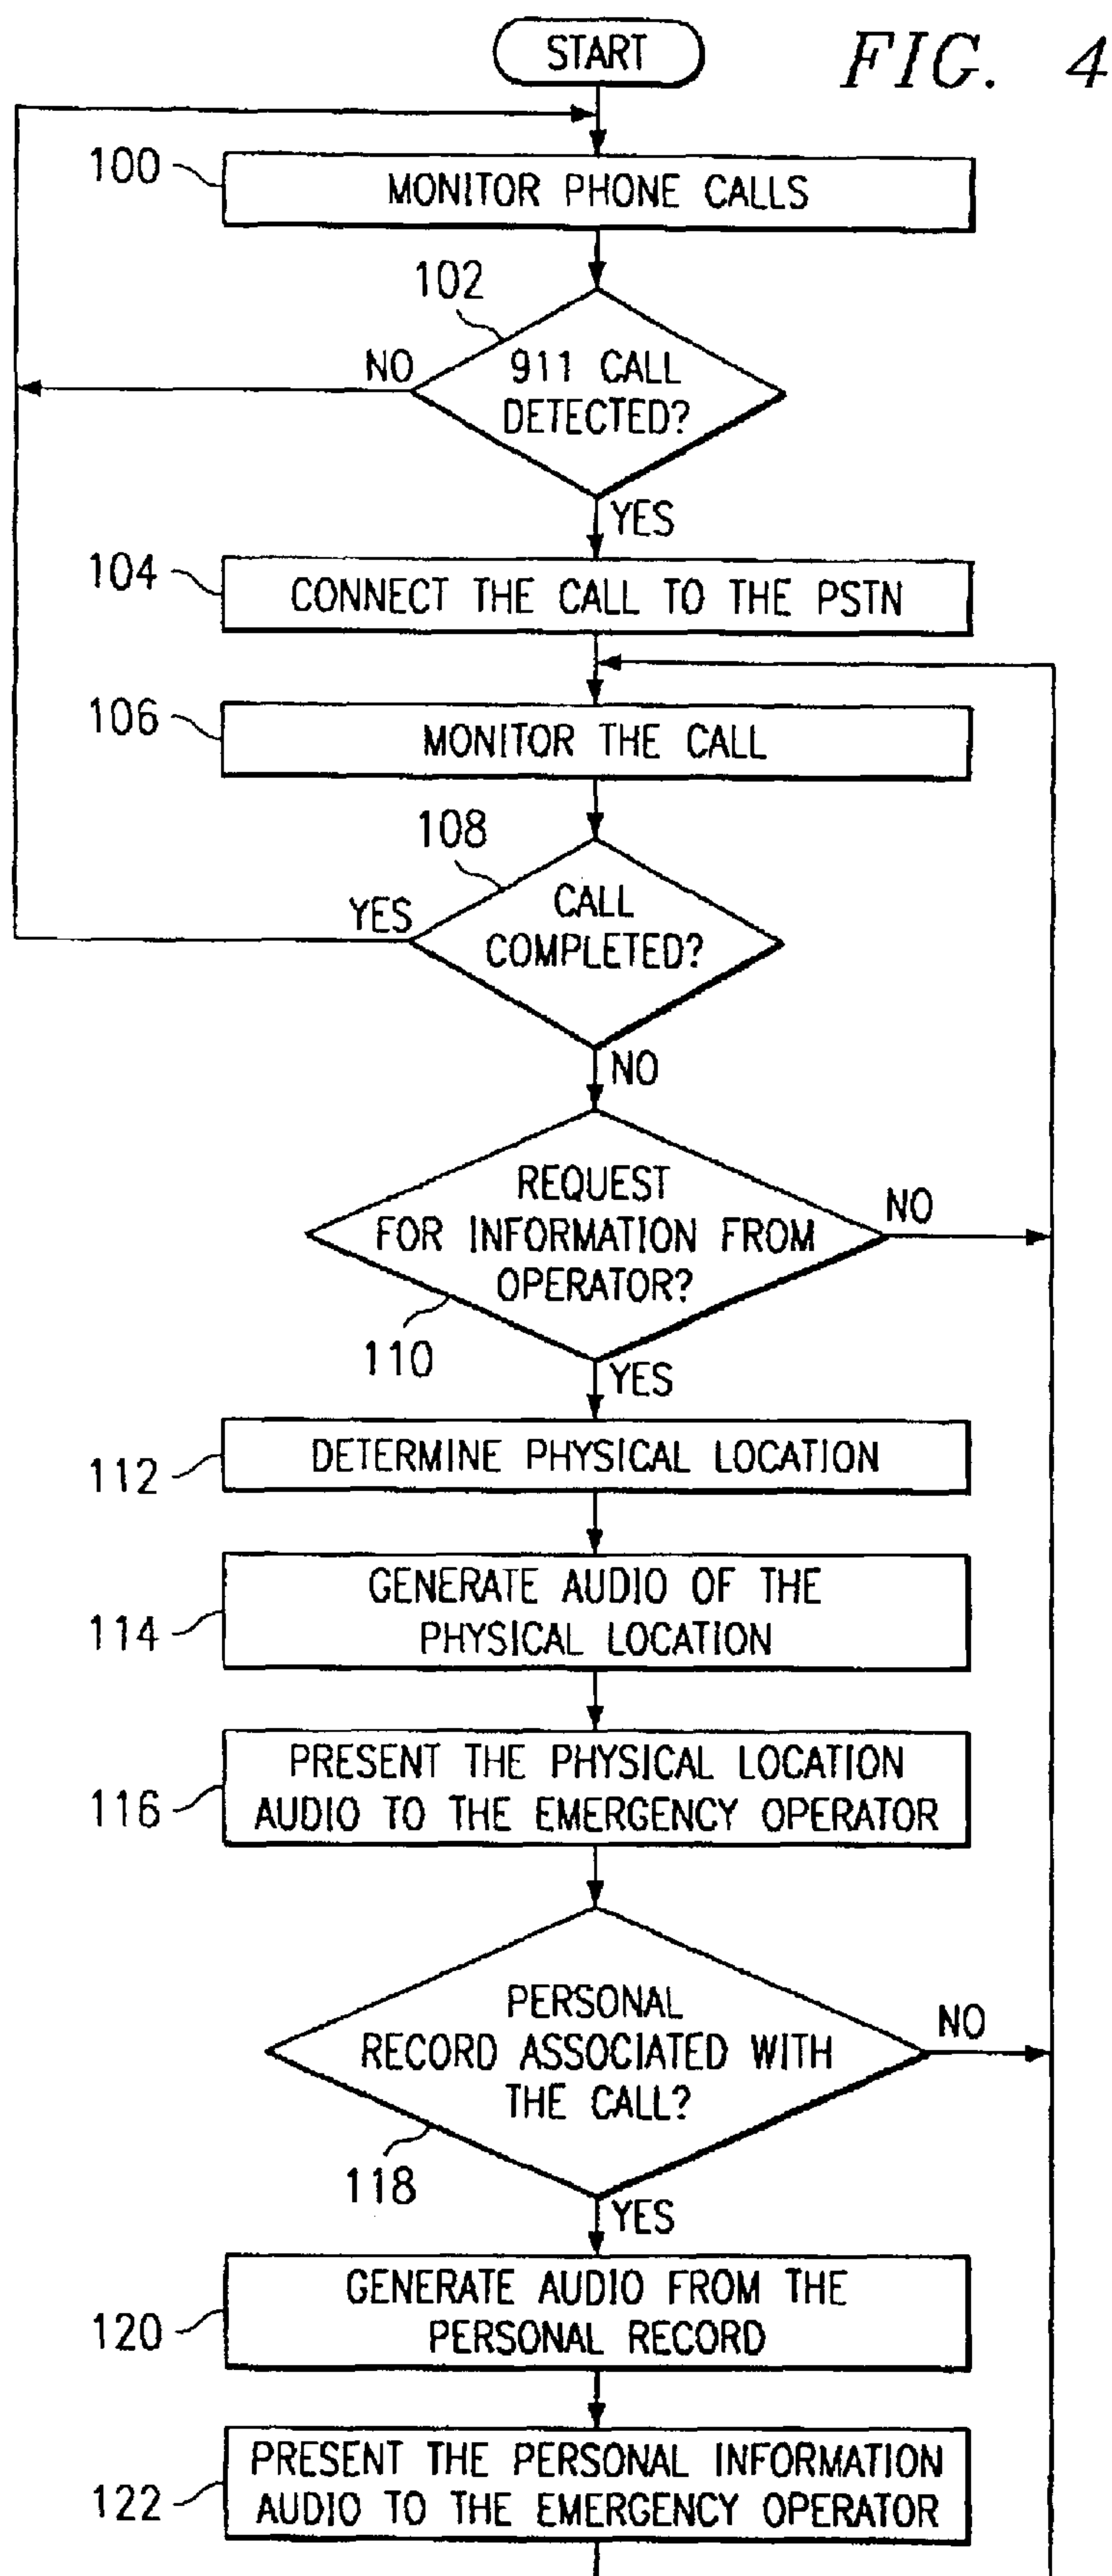 START
FIG. 4
100
MONITOR PHONE CALLS
102
911 CALL
DETECTED?
NO
YES
104
CONNECT THE CALL TO THE PSTN
106
MONITOR THE CALL
108
CALL
COMPLETED?
YES
NO
REQUEST
FOR INFORMATION FROM
OPERATOR?
NO
110
YES
112
DETERMINE PHYSICAL LOCATION
114
GENERATE AUDIO OF THE
PHYSICAL LOCATION
116
PRESENT THE PHYSICAL LOCATION
AUDIO TO THE EMERGENCY OPERATOR
PERSONAL
RECORD ASSOCIATED WITH
THE CALL?
NO
118
YES
120
GENERATE AUDIO FROM THE
PERSONAL RECORD
122
PRESENT THE PERSONAL INFORMATION
AUDIO TO THE EMERGENCY OPERATOR